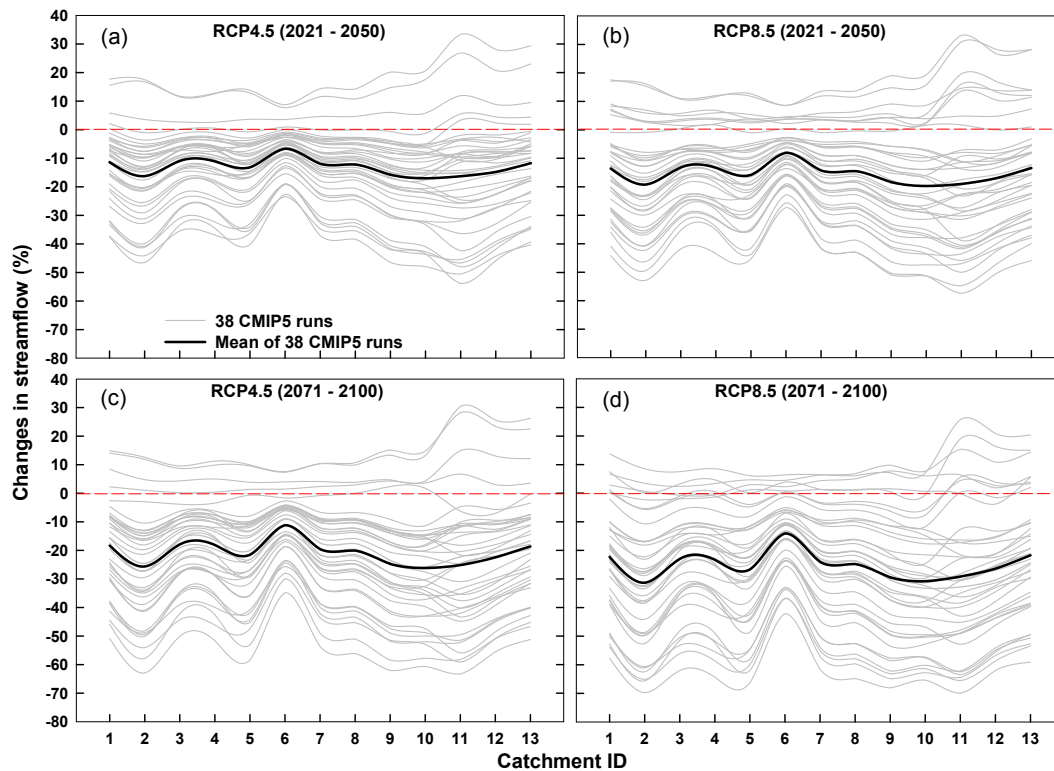 Changes in streamflow (%)
(a) RCP4.5 (2021 - 2050)
40
30
20
10
0
-10
-20
-30
-40
-50
-60
-70
-80
38 CMIP5 runs
Mean of 38 CMIP5 runs
(b) RCP8.5 (2021 - 2050)
(c) RCP4.5 (2071 - 2100)
40
30
20
10
0
-10
-20
-30
-40
-50
-60
-70
-80
1 2 3 4 5 6 7 8 9 10 11 12 13
(d) RCP8.5 (2071 - 2100)
1 2 3 4 5 6 7 8 9 10 11 12 13
Catchment ID